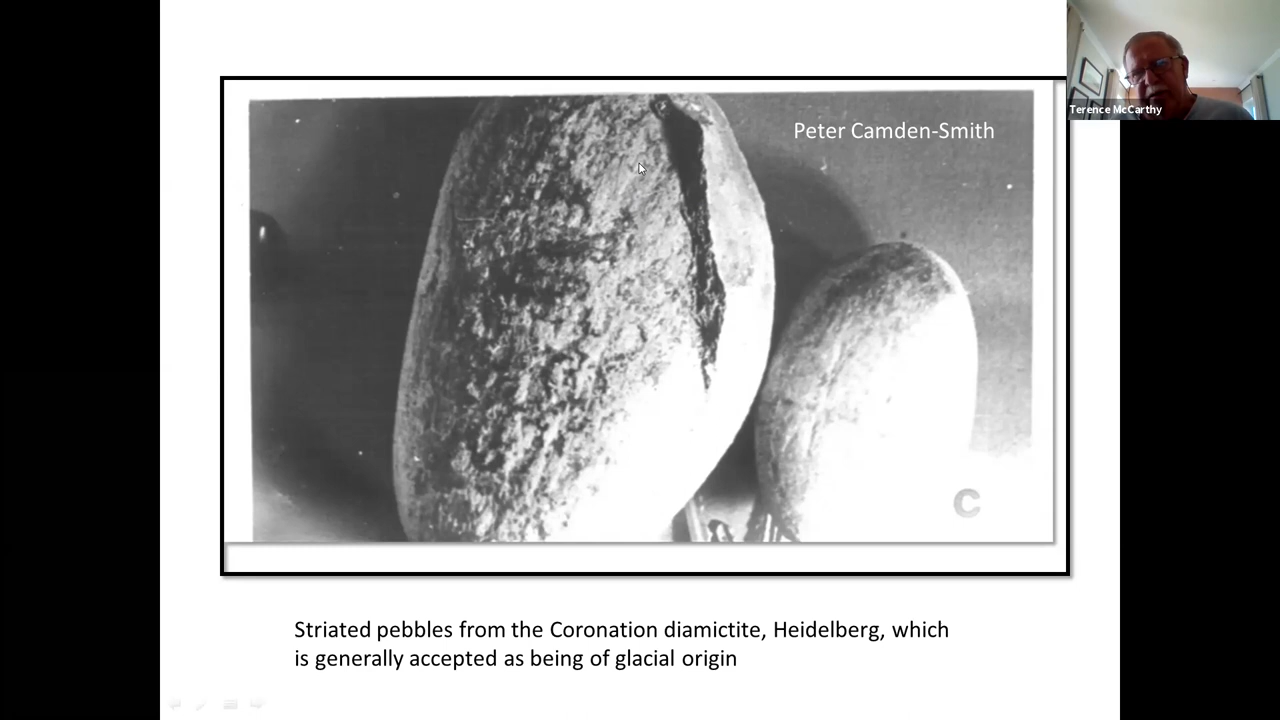 Terence McCarthy
Peter Camden-Smith
C
Striated pebbles from the Coronation diamictite, Heidelberg, which
is generally accepted as being of glacial origin